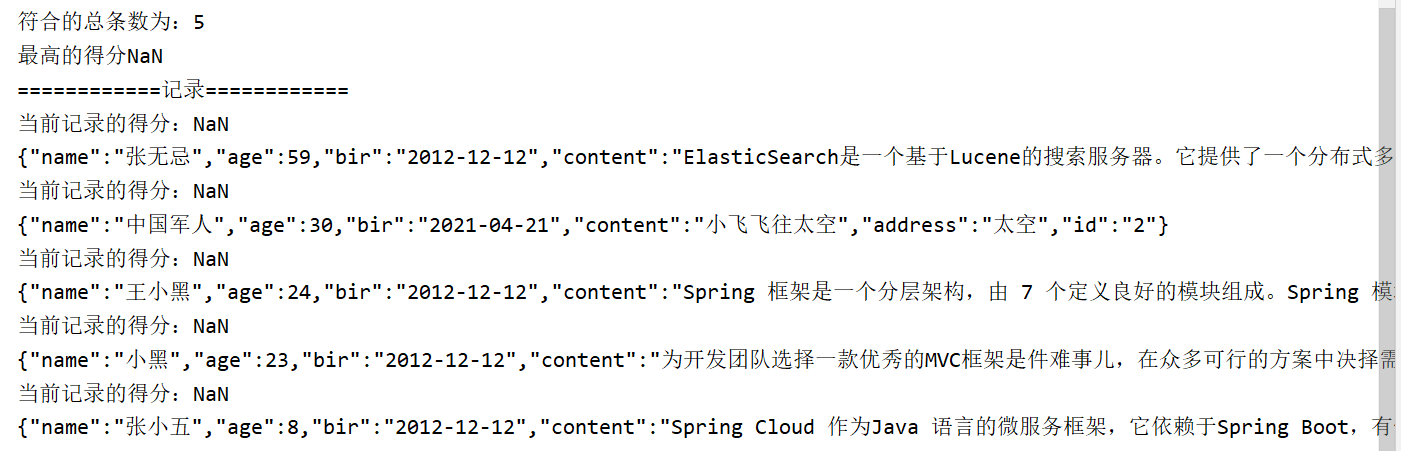 符合的总条数为：5
最高的得分NaN
============记录============
当前记录的得分：NaN
{"name":"张无忌","age":59,"bir":"2012-12-12","content":"ElasticSearch是一个基于Lucene的搜索服务器。它提供了一个分布式多
当前记录的得分：NaN
{"name":"中国军人","age":30,"bir":"2021-04-21","content":"小飞飞往太空","address":"太空","id":"2"}
当前记录的得分：NaN
{"name":"王小黑","age":24,"bir":"2012-12-12","content":"Spring 框架是一个分层架构，由 7 个定义良好的模块组成。Spring 模
当前记录的得分：NaN
{"name":"小黑","age":23,"bir":"2012-12-12","content":"为开发团队选择一款优秀的MVC框架是件难事儿，在众多可行的方案中决择需
当前记录的得分：NaN
{"name":"张小五","age":8,"bir":"2012-12-12","content":"Spring Cloud 作为Java 语言的微服务框架，它依赖于Spring Boot，有